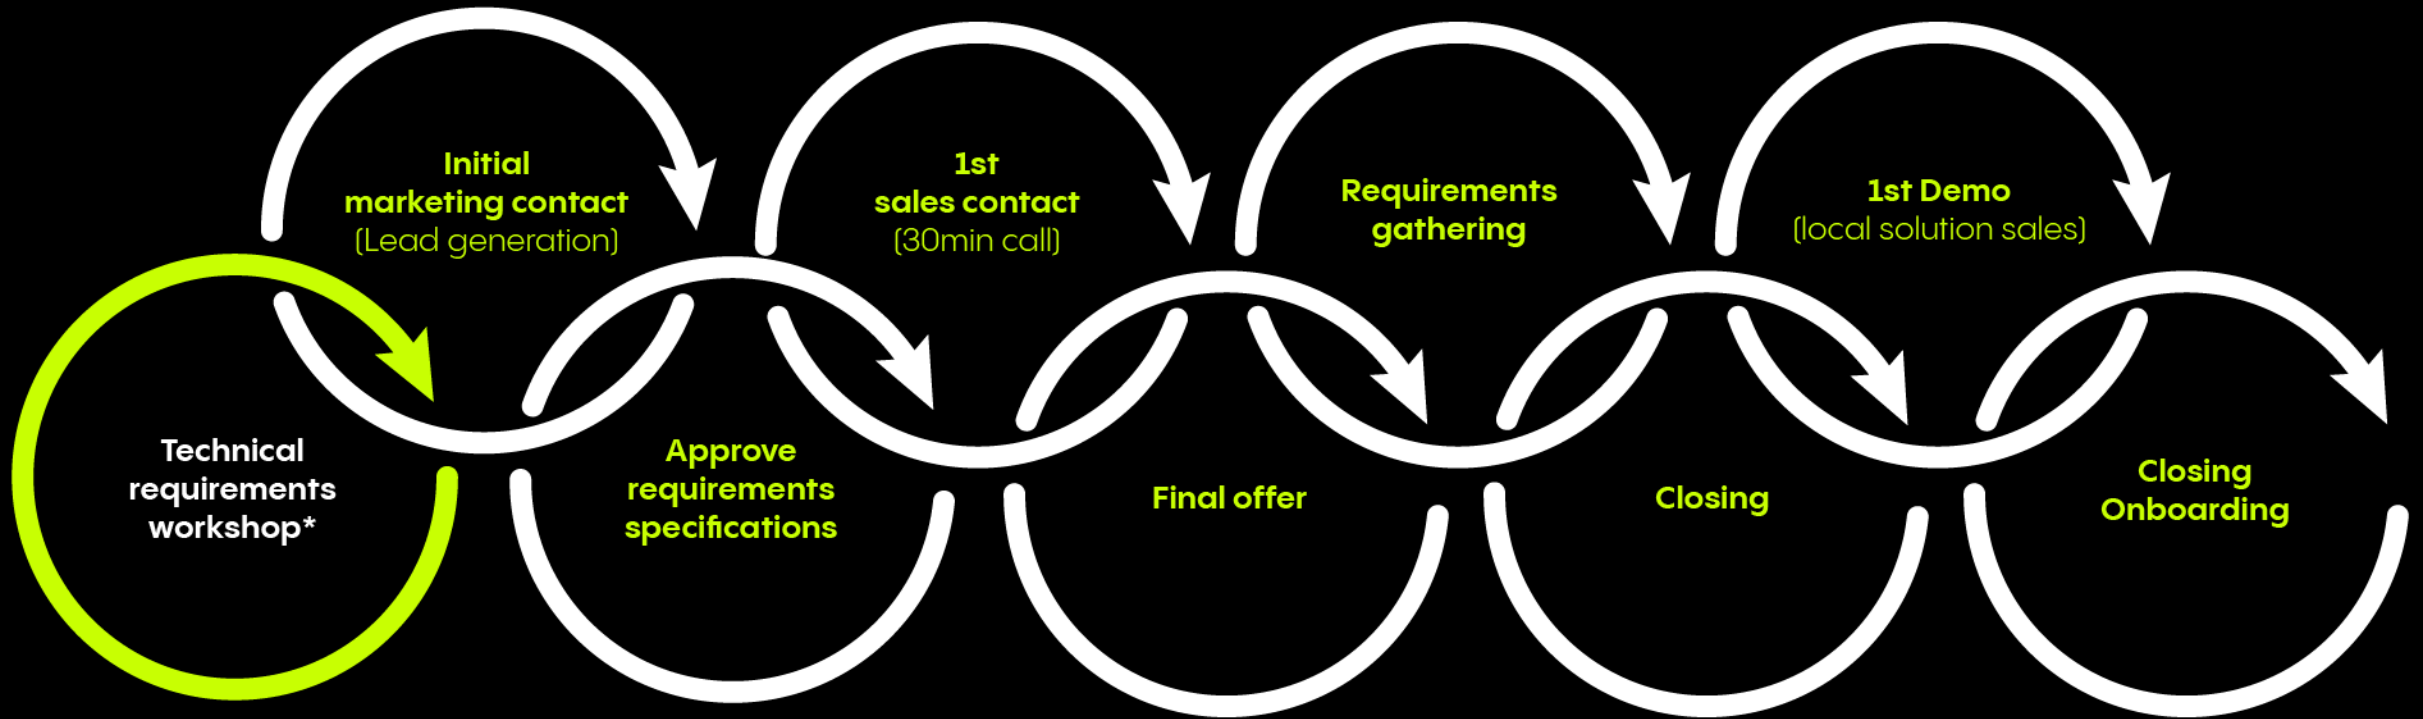 Initial
marketing contact
(Lead generation)
1st
sales contact
(30min call)
Requirements
gathering
1st Demo
(local solution sales)
Technical
requirements
workshop*
Approve
requirements
specifications
Final offer
Closing
Closing
Onboarding